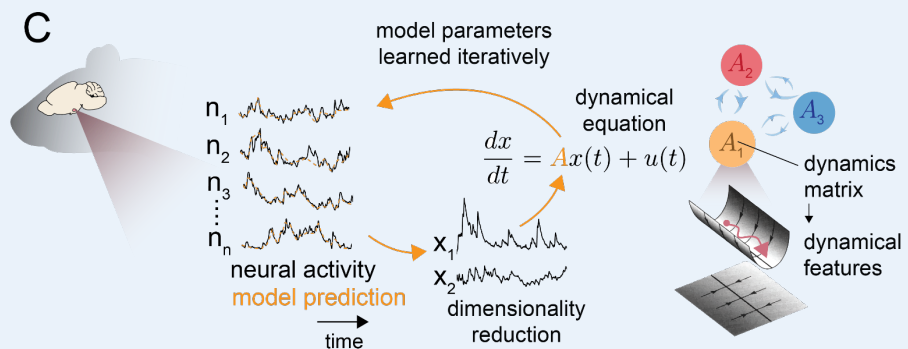 C
model parameters
learned iteratively
n1
n2
n3
nn
neural activity
model prediction
time
x1
x2
dimensionality
reduction
dynamical
equation
dx/dt = Ax(t) + u(t)
A2
A3
A1
dynamics
matrix
dynamical
features